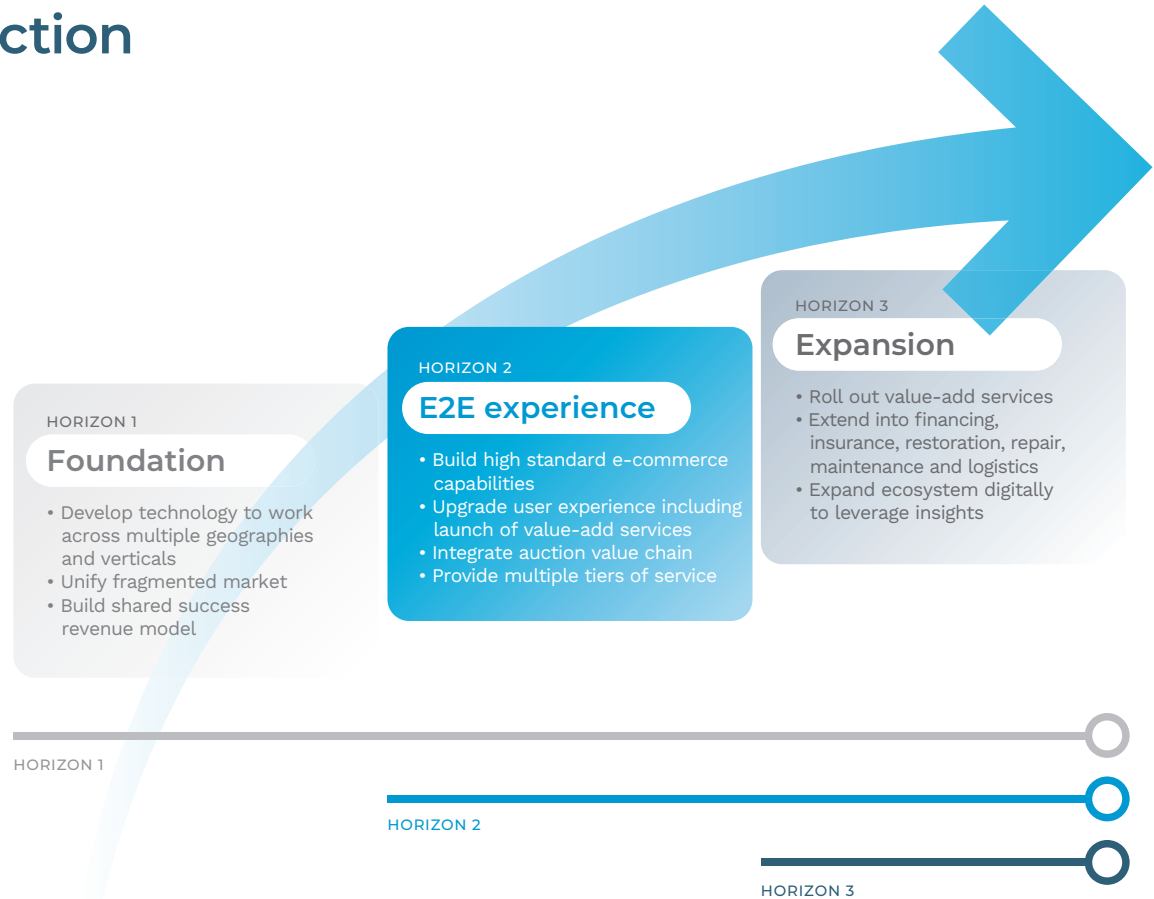 ction
HORIZON 1
Foundation
• Develop technology to work
across multiple geographies
and verticals
• Unify fragmented market
• Build shared success
revenue model
HORIZON 2
E2E experience
• Build high standard e-commerce
capabilities
• Upgrade user experience including
launch of value-add services
• Integrate auction value chain
• Provide multiple tiers of service
HORIZON 3
Expansion
• Roll out value-add services
• Extend into financing,
insurance, restoration, repair,
maintenance and logistics
• Expand ecosystem digitally
to leverage insights
HORIZON 1
HORIZON 2
HORIZON 3